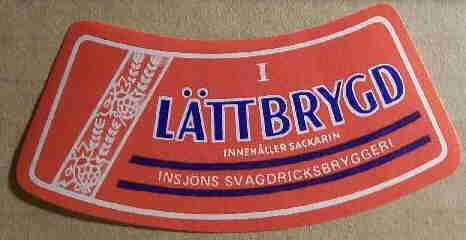 I
LÄTTBRYGD
INNEHÅLLER SACKARIN
INSJÖNS SVAGDRICKSBRYGGERI